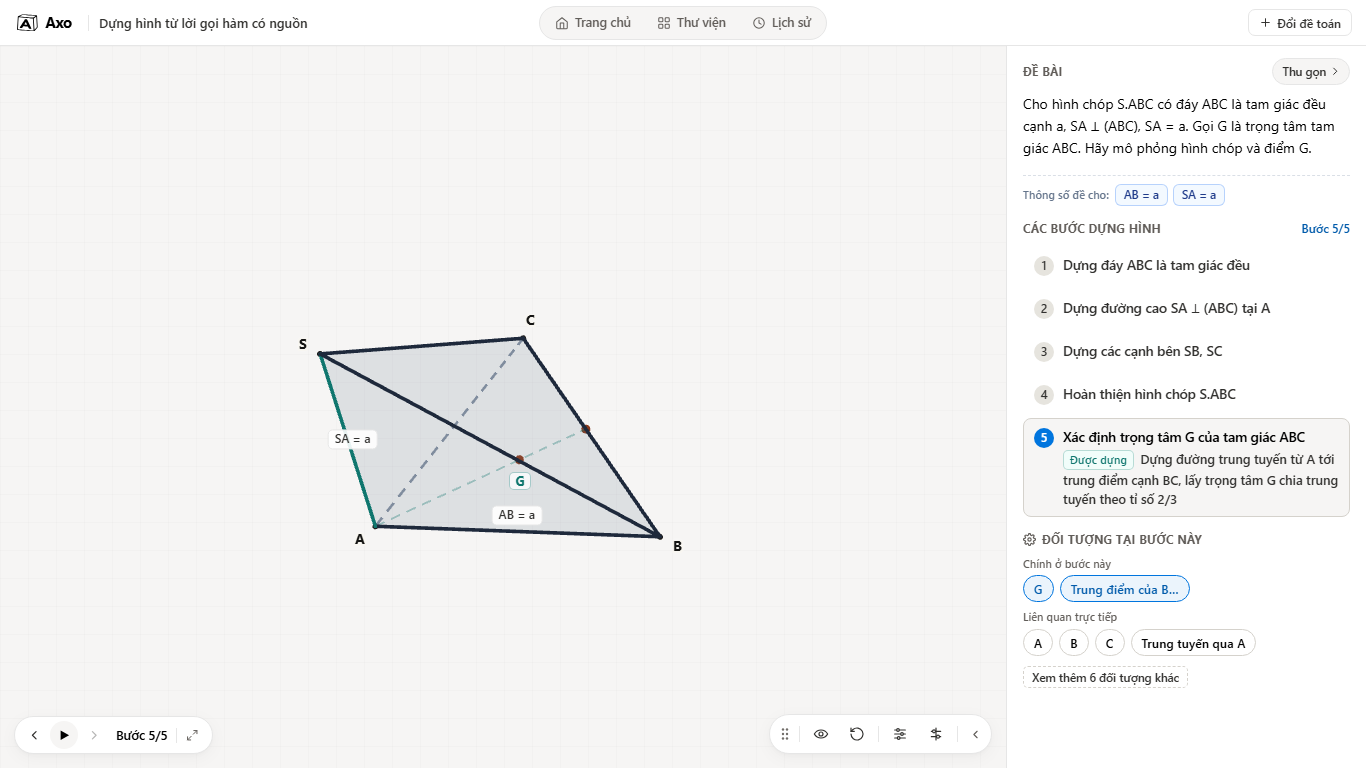 Axo
Dựng hình từ lời gọi hàm có nguồn
Trang chủ
Thư viện
Lịch sử
Đổi đề toán
ĐỀ BÀI
Thu gọn
Cho hình chóp S.ABC có đáy ABC là tam giác đều
cạnh a, SA ⊥ (ABC), SA = a. Gọi G là trọng tâm tam
giác ABC. Hãy mô phỏng hình chóp và điểm G.
Thông số đề cho: AB = a SA = a
CÁC BƯỚC DỰNG HÌNH Bước 5/5
1 Dựng đáy ABC là tam giác đều
2 Dựng đường cao SA ⊥ (ABC) tại A
3 Dựng các cạnh bên SB, SC
4 Hoàn thiện hình chóp S.ABC
5 Xác định trọng tâm G của tam giác ABC
Được dựng Dựng đường trung tuyến từ A tới
trung điểm cạnh BC, lấy trọng tâm G chia trung
tuyến theo tỉ số 2/3
ĐỐI TƯỢNG TẠI BƯỚC NÀY
Chính ở bước này
G Trung điểm của B...
Liên quan trực tiếp
A B C Trung tuyến qua A
Xem thêm 6 đối tượng khác
C
S
SA = a
G
AB = a
A
B
Bước 5/5